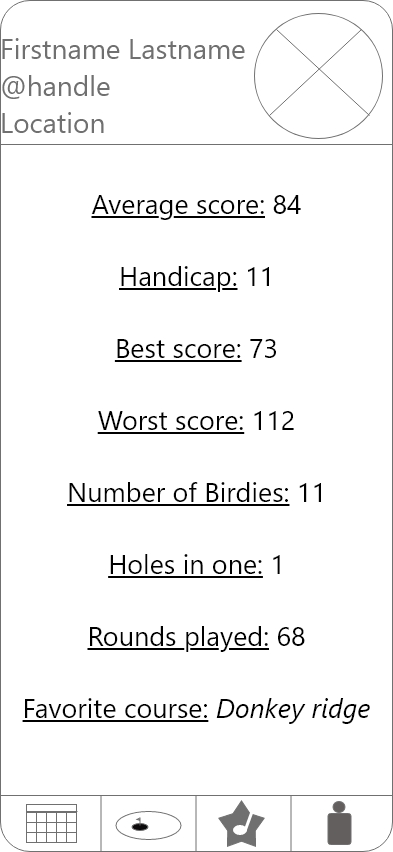 Firstname Lastname
@handle
Location
Average score: 84
Handicap: 11
Best score: 73
Worst score: 112
Number of Birdies: 11
Holes in one: 1
Rounds played: 68
Favorite course: Donkey ridge